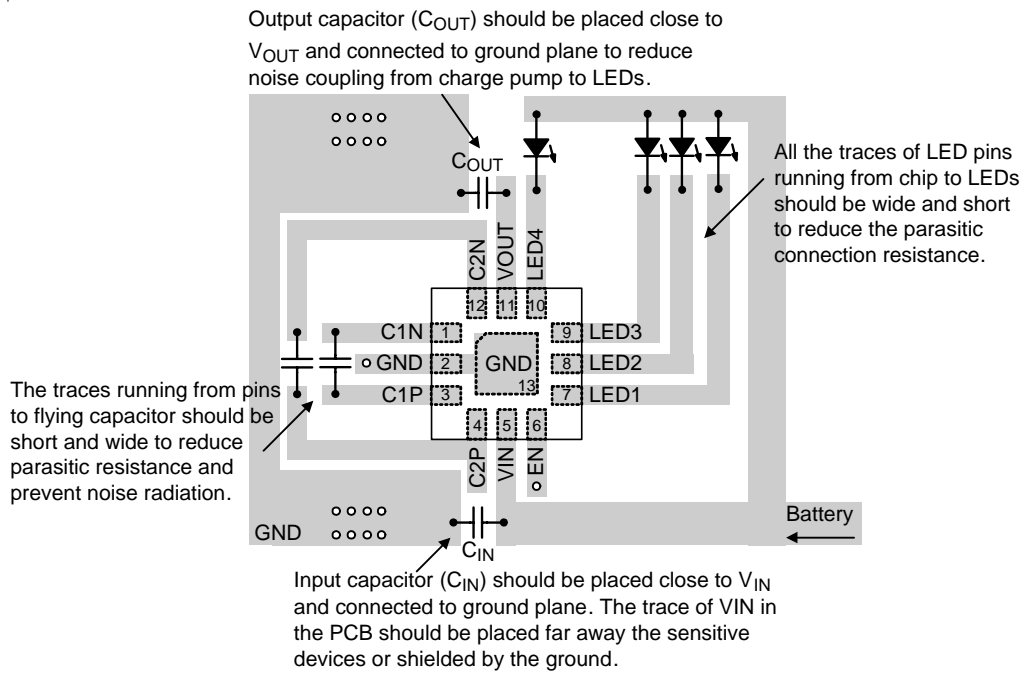 Output capacitor (COUT) should be placed close to
VOUT and connected to ground plane to reduce
noise coupling from charge pump to LEDs.
COUT
All the traces of LED pins
running from chip to LEDs
should be wide and short
to reduce the parasitic
connection resistance.
C2N
VOUT
LED4
12
11
10
C1N
1
9
LED3
GND
2
GND
13
8
LED2
C1P
3
7
LED1
The traces running from pins
to flying capacitor should be
short and wide to reduce
parasitic resistance and
prevent noise radiation.
4
5
6
C2P
VIN
EN
GND
CIN
Battery
Input capacitor (CIN) should be placed close to VIN
and connected to ground plane. The trace of VIN in
the PCB should be placed far away the sensitive
devices or shielded by the ground.